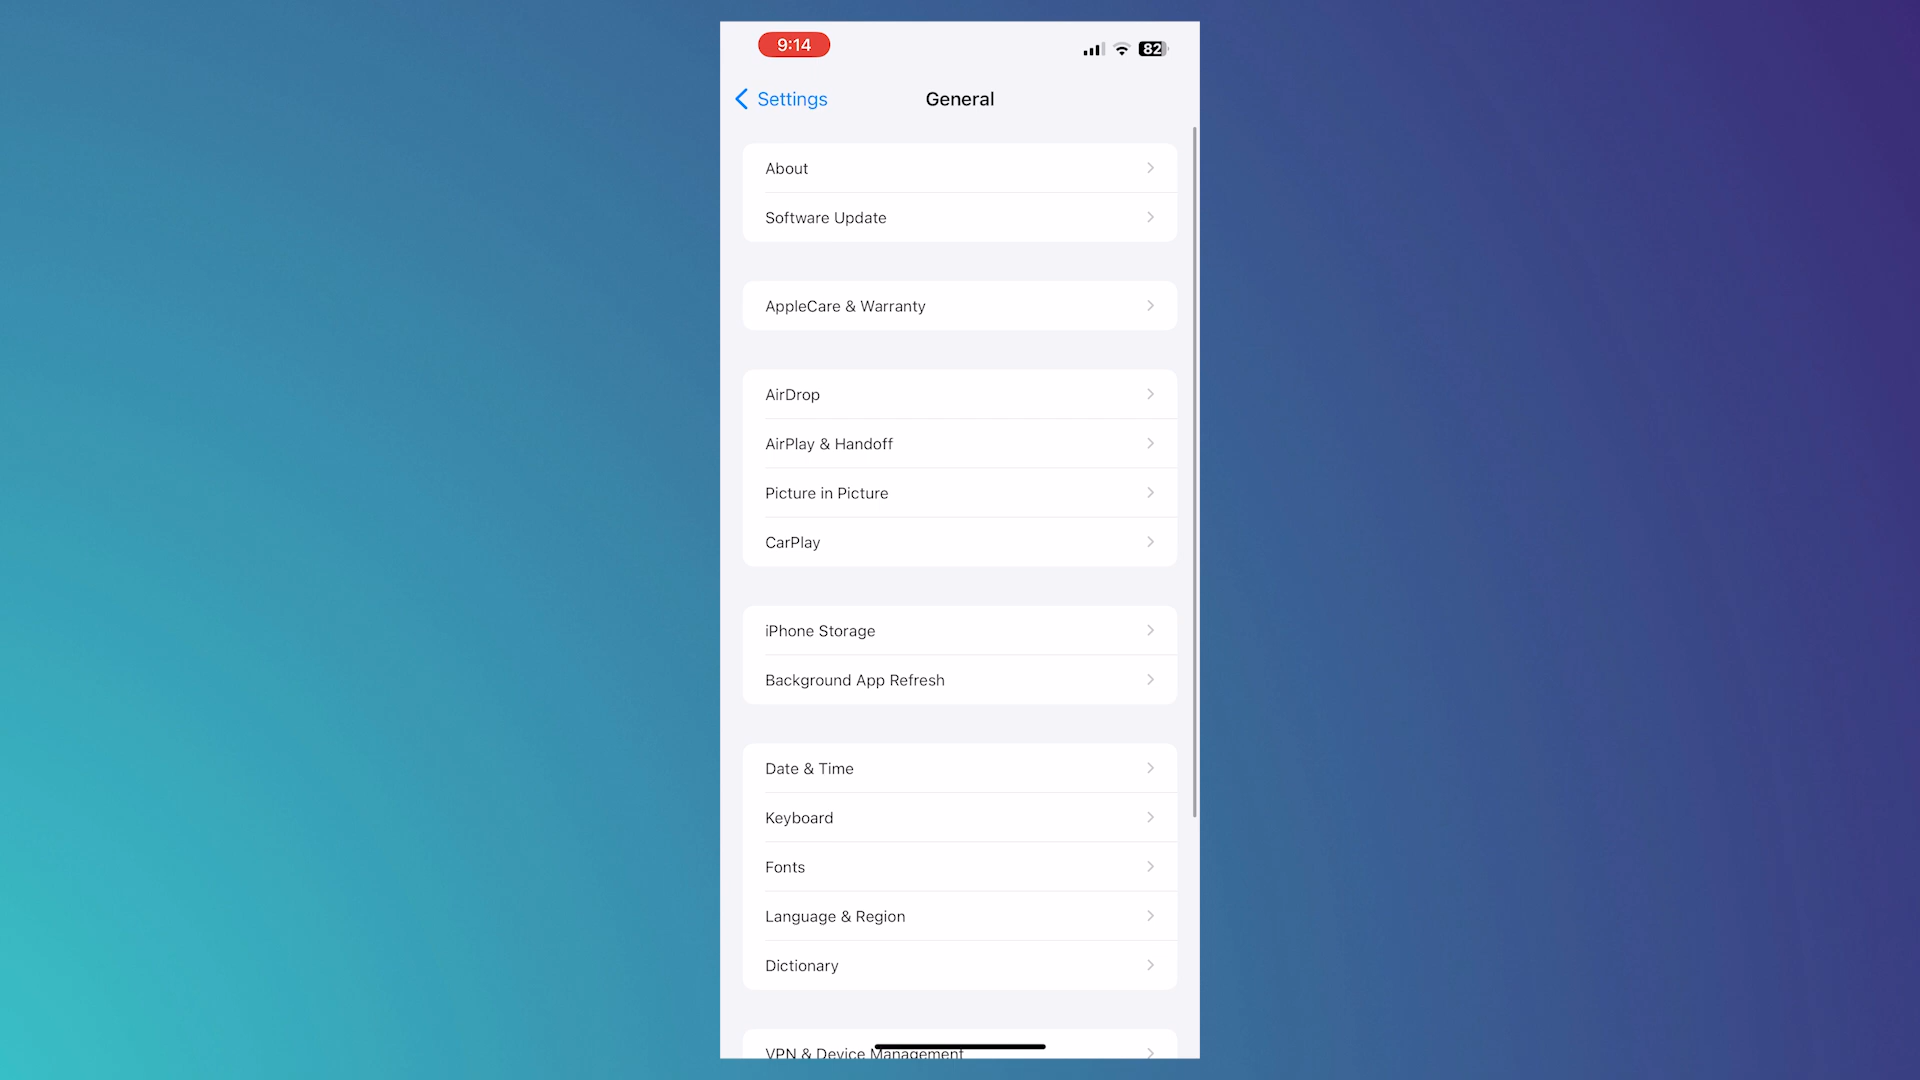 9:14
82
Settings
General
About
Software Update
AppleCare & Warranty
AirDrop
AirPlay & Handoff
Picture in Picture
CarPlay
iPhone Storage
Background App Refresh
Date & Time
Keyboard
Fonts
Language & Region
Dictionary
VPN & Device Management